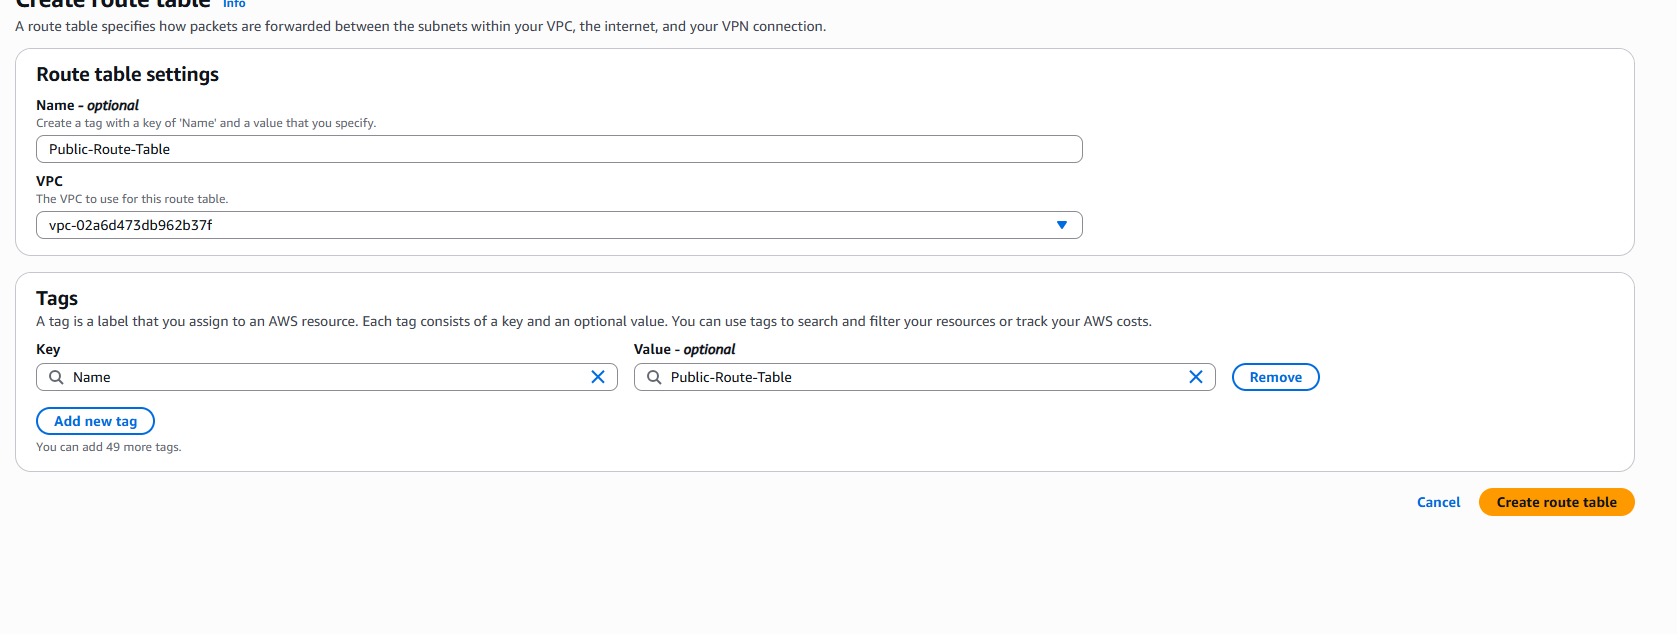 Create route table Info
A route table specifies how packets are forwarded between the subnets within your VPC, the internet, and your VPN connection.
Route table settings
Name - optional
Create a tag with a key of 'Name' and a value that you specify.
Public-Route-Table
VPC
The VPC to use for this route table.
vpc-02a6d473db962b37f
Tags
A tag is a label that you assign to an AWS resource. Each tag consists of a key and an optional value. You can use tags to search and filter your resources or track your AWS costs.
Key
Value - optional
Name
Public-Route-Table
Remove
Add new tag
You can add 49 more tags.
Cancel
Create route table